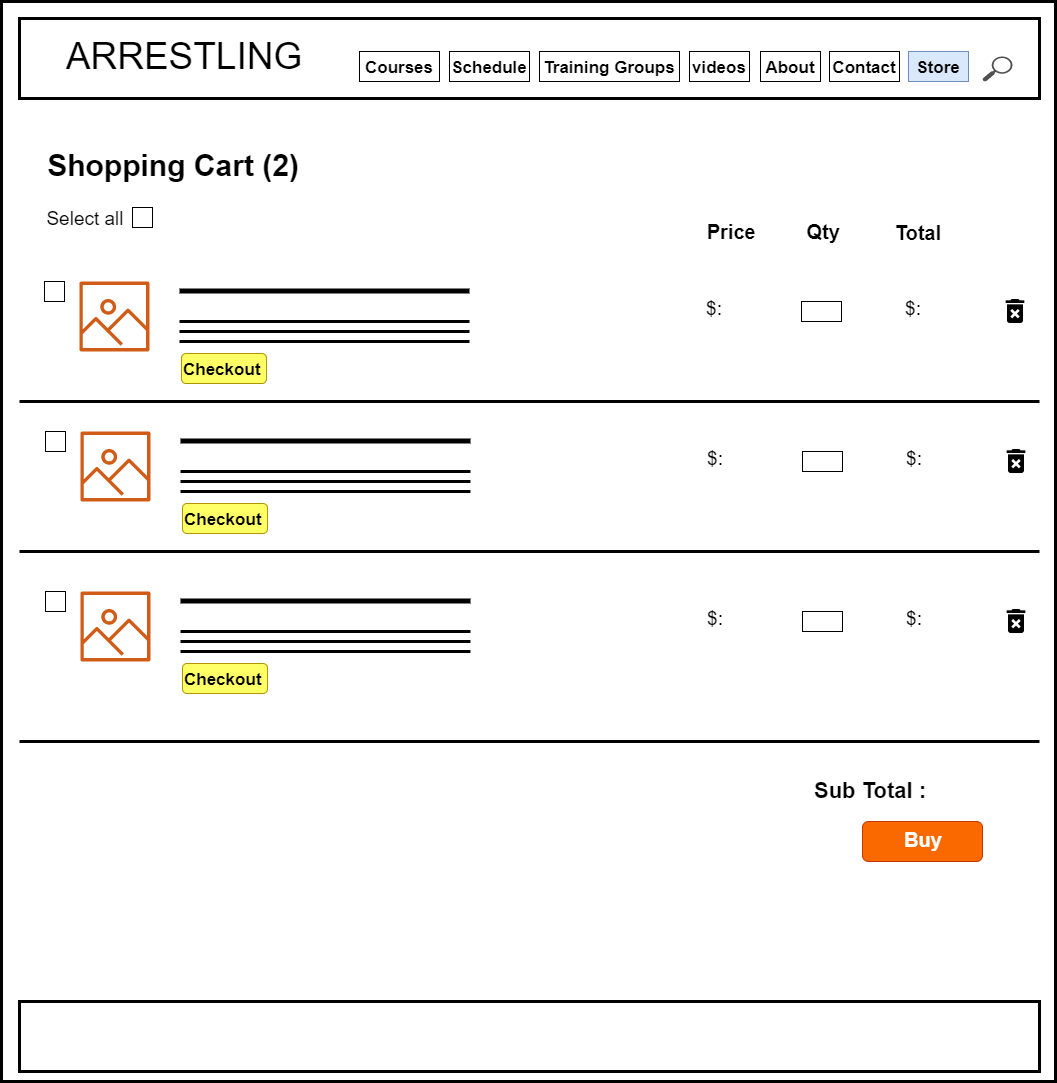 ARRESTLING
Courses Schedule Training Groups videos About Contact Store
Shopping Cart (2)
Select all
Price Qty Total
$: $:
Checkout
$: $:
Checkout
$: $:
Checkout
Sub Total :
Buy